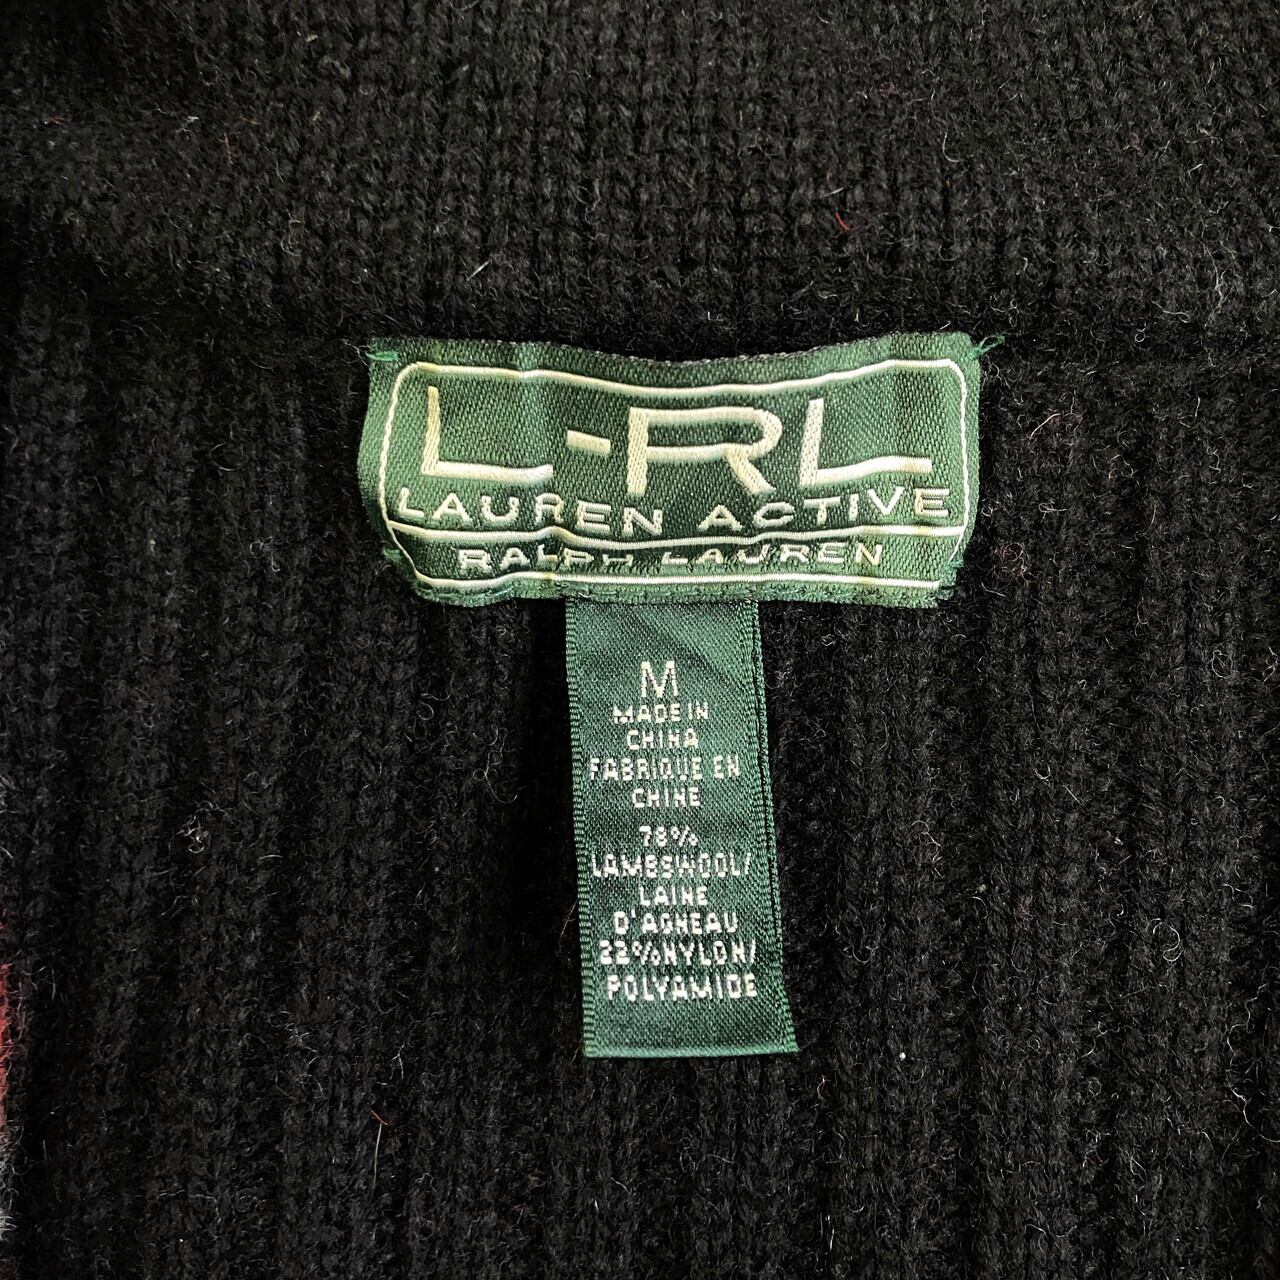 L-RL
LAUREN ACTIVE
RALPH LAUREN
M
MADE IN
CHINA
FABRIQUE EN
CHINE
78%
LAMBSWOOL/
LAINE
D'AGNEAU
22%NYLON/
POLYAMIDE